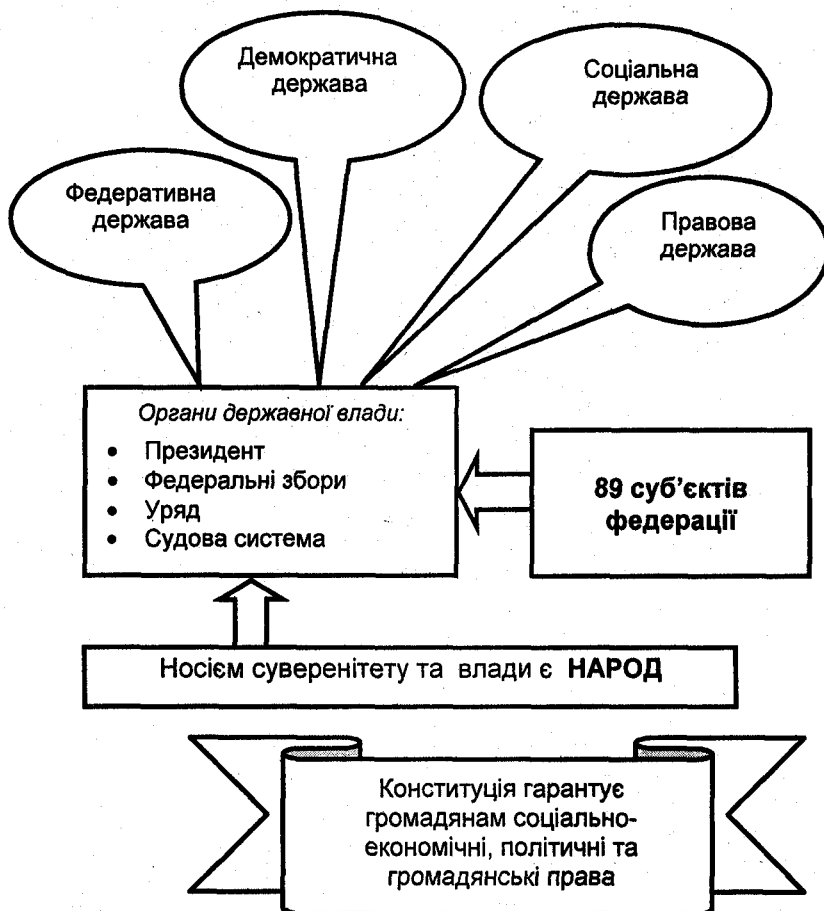 Демократична
держава
Соціальна
держава
Федеративна
держава
Правова
держава
Органи державної влади:
• Президент
• Федеральні збори
• Уряд
• Судова система
89 суб’єктів
федерації
Носієм суверенітету та влади є НАРОД
Конституція гарантує
громадянам соціально-
економічні, політичні та
громадянські права